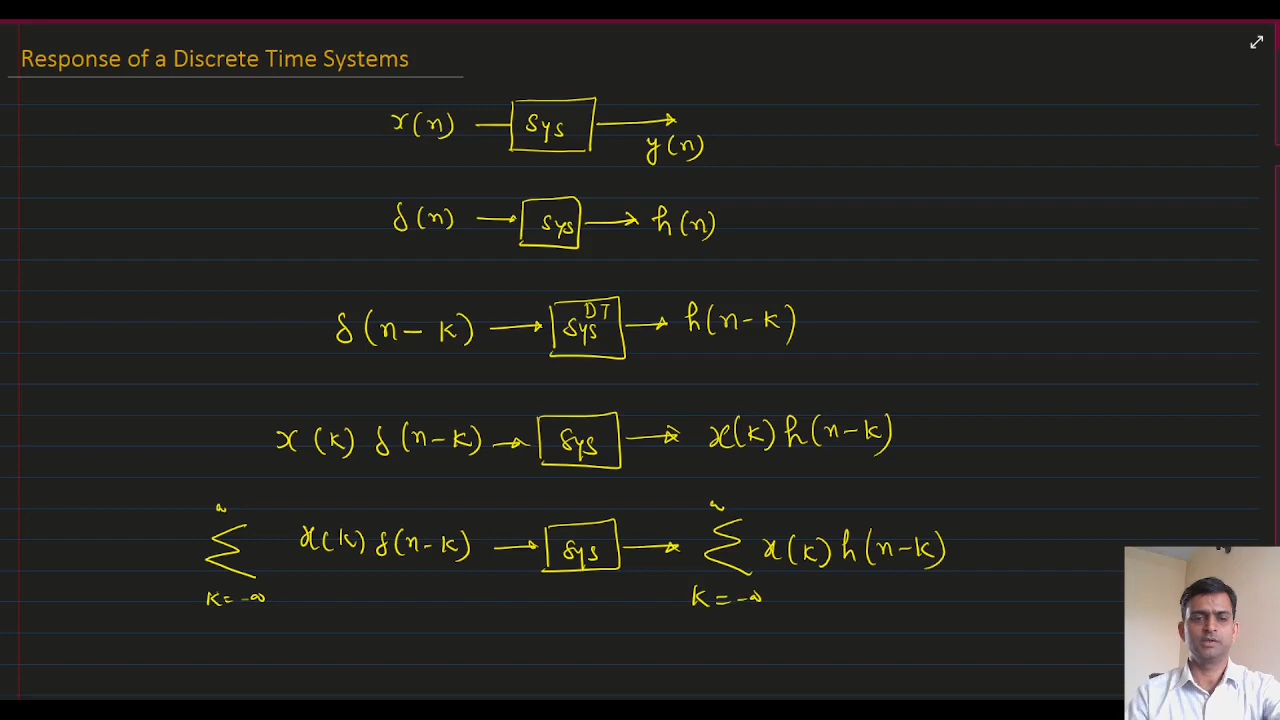 Response of a Discrete Time Systems
x(n) Sys y(n)
δ(n) → Sys → h(n)
δ(n-k) → Sys DT → h(n-k)
x(k) δ(n-k) → Sys → x(k) h(n-k)
∞ ∑ k=-∞ x(k) δ(n-k) → Sys → ∞ ∑ k=-∞ x(k) h(n-k)